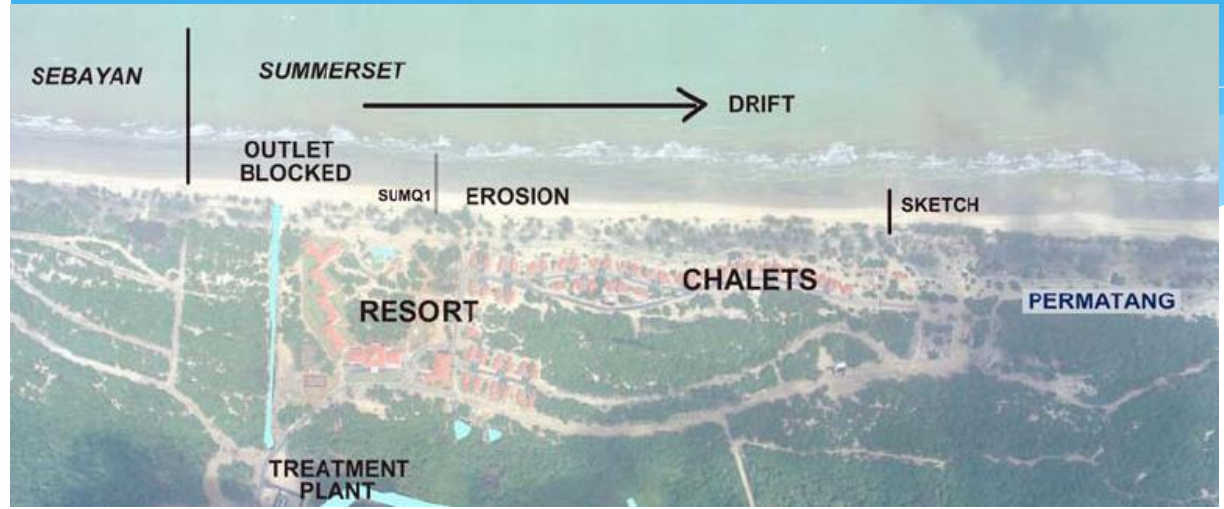 SEBAYAN
SUMMERSET
DRIFT
OUTLET
BLOCKED
SUMQ1
EROSION
SKETCH
CHALETS
RESORT
PERMATANG
TREATMENT
PLANT